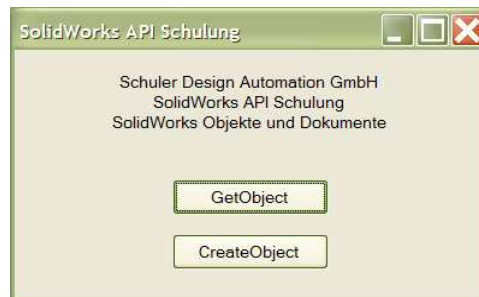 SolidWorks API Schulung
Schuler Design Automation GmbH
SolidWorks API Schulung
SolidWorks Objekte und Dokumente
GetObject
CreateObject